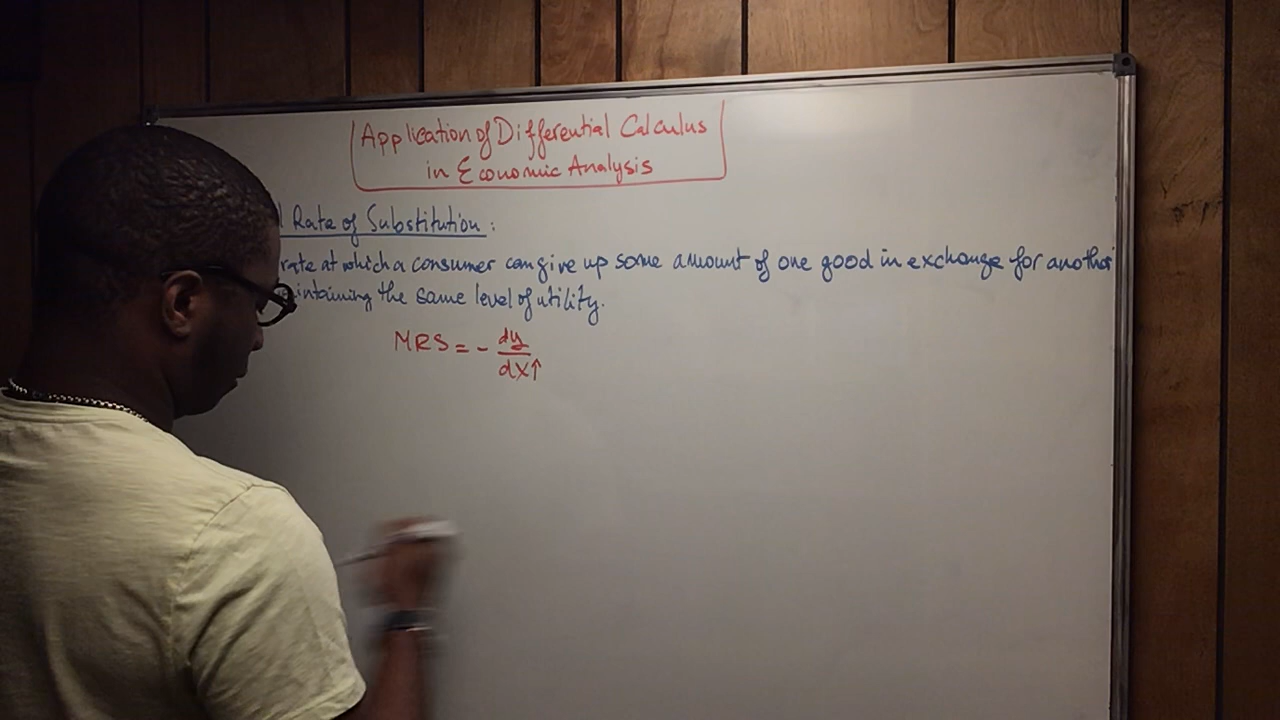 Application of Differential Calculus
in Economic Analysis
l Rate of Substitution:
rate at which a consumer can give up some amount of one good in exchange for another
intaining the same level of utility.
MRS = - dy
dx↑